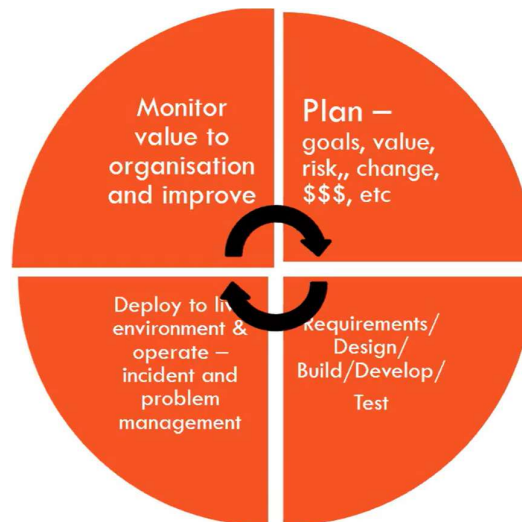 Monitor
value to
organisation
and improve
Plan –
goals, value,
risk,, change,
$$$, etc
Deploy to live
environment &
operate –
incident and
problem
management
Requirements/
Design/
Build/Develop/
Test